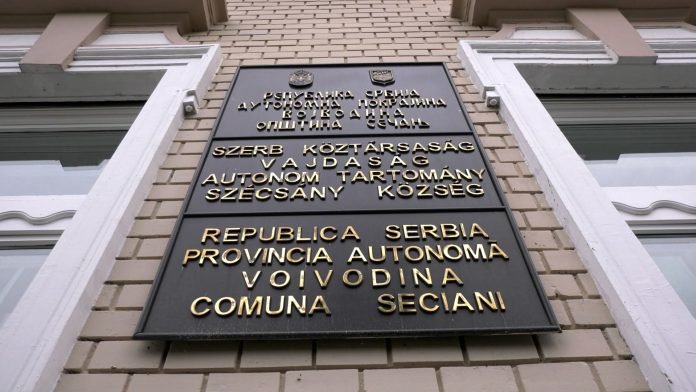 РЕПУБЛИКА СРБИЈА
АУТОНОМНА ПОКРАЈИНА
ВОЈВОДИНА
ОПШТИНА СЕЧАЊ
SZERB KÖZTÁRSASÁG
VAJDASÁG
AUTONOM TARTOMÁNY
SZÉCSÁNY KÖZSÉG
REPUBLICA SERBIA
PROVINCIA AUTONOMĂ
VOIVODINA
COMUNA SECIANI